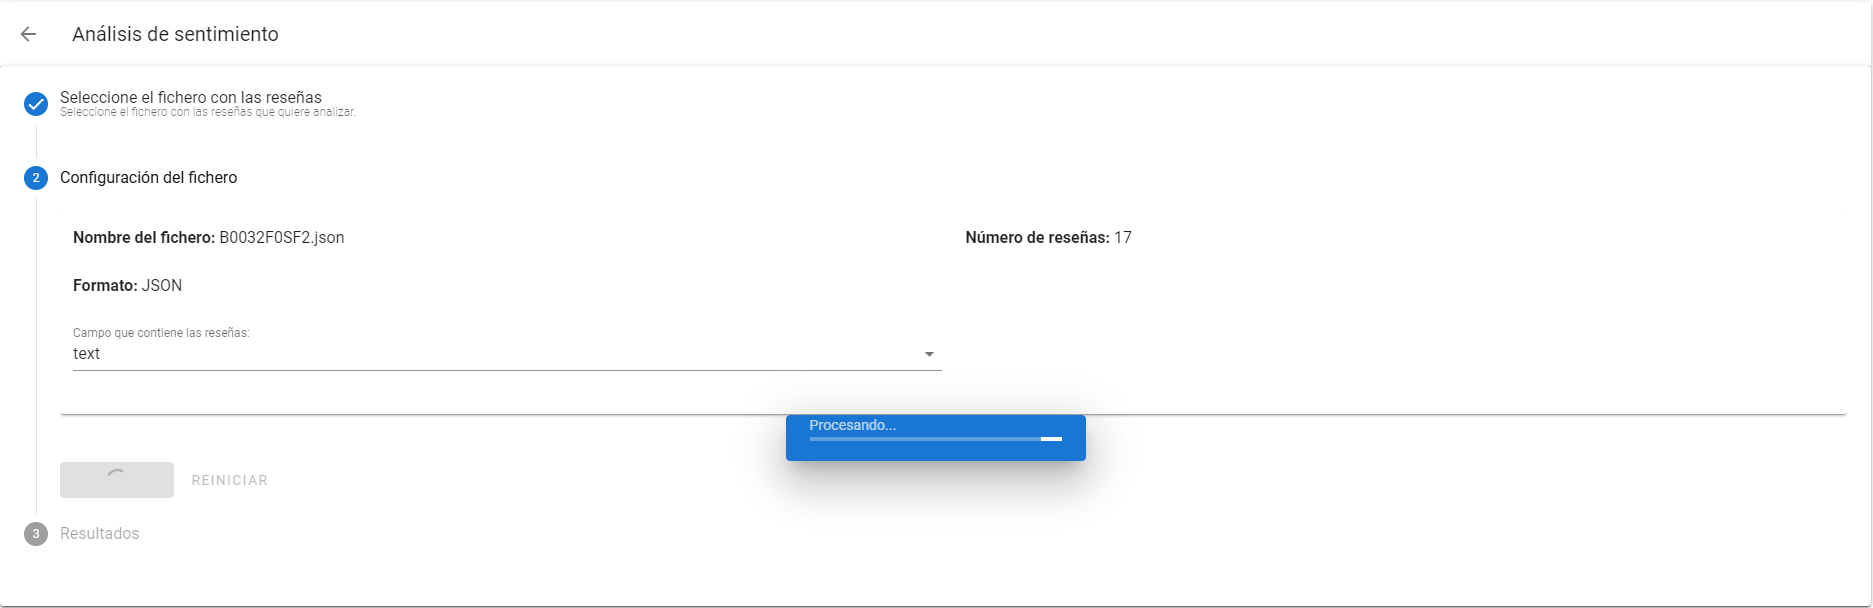 Análisis de sentimiento
Seleccione el fichero con las reseñas
Seleccione el fichero con las reseñas que quiere analizar.
2 Configuración del fichero
Nombre del fichero: B0032F0SF2.json
Número de reseñas: 17
Formato: JSON
Campo que contiene las reseñas:
text
Procesando...
REINICIAR
3 Resultados